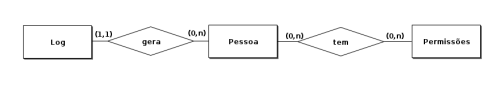 Log
(1,1)
gera
(0,n)
Pessoa
(0,n)
tem
(0,n)
Permissões